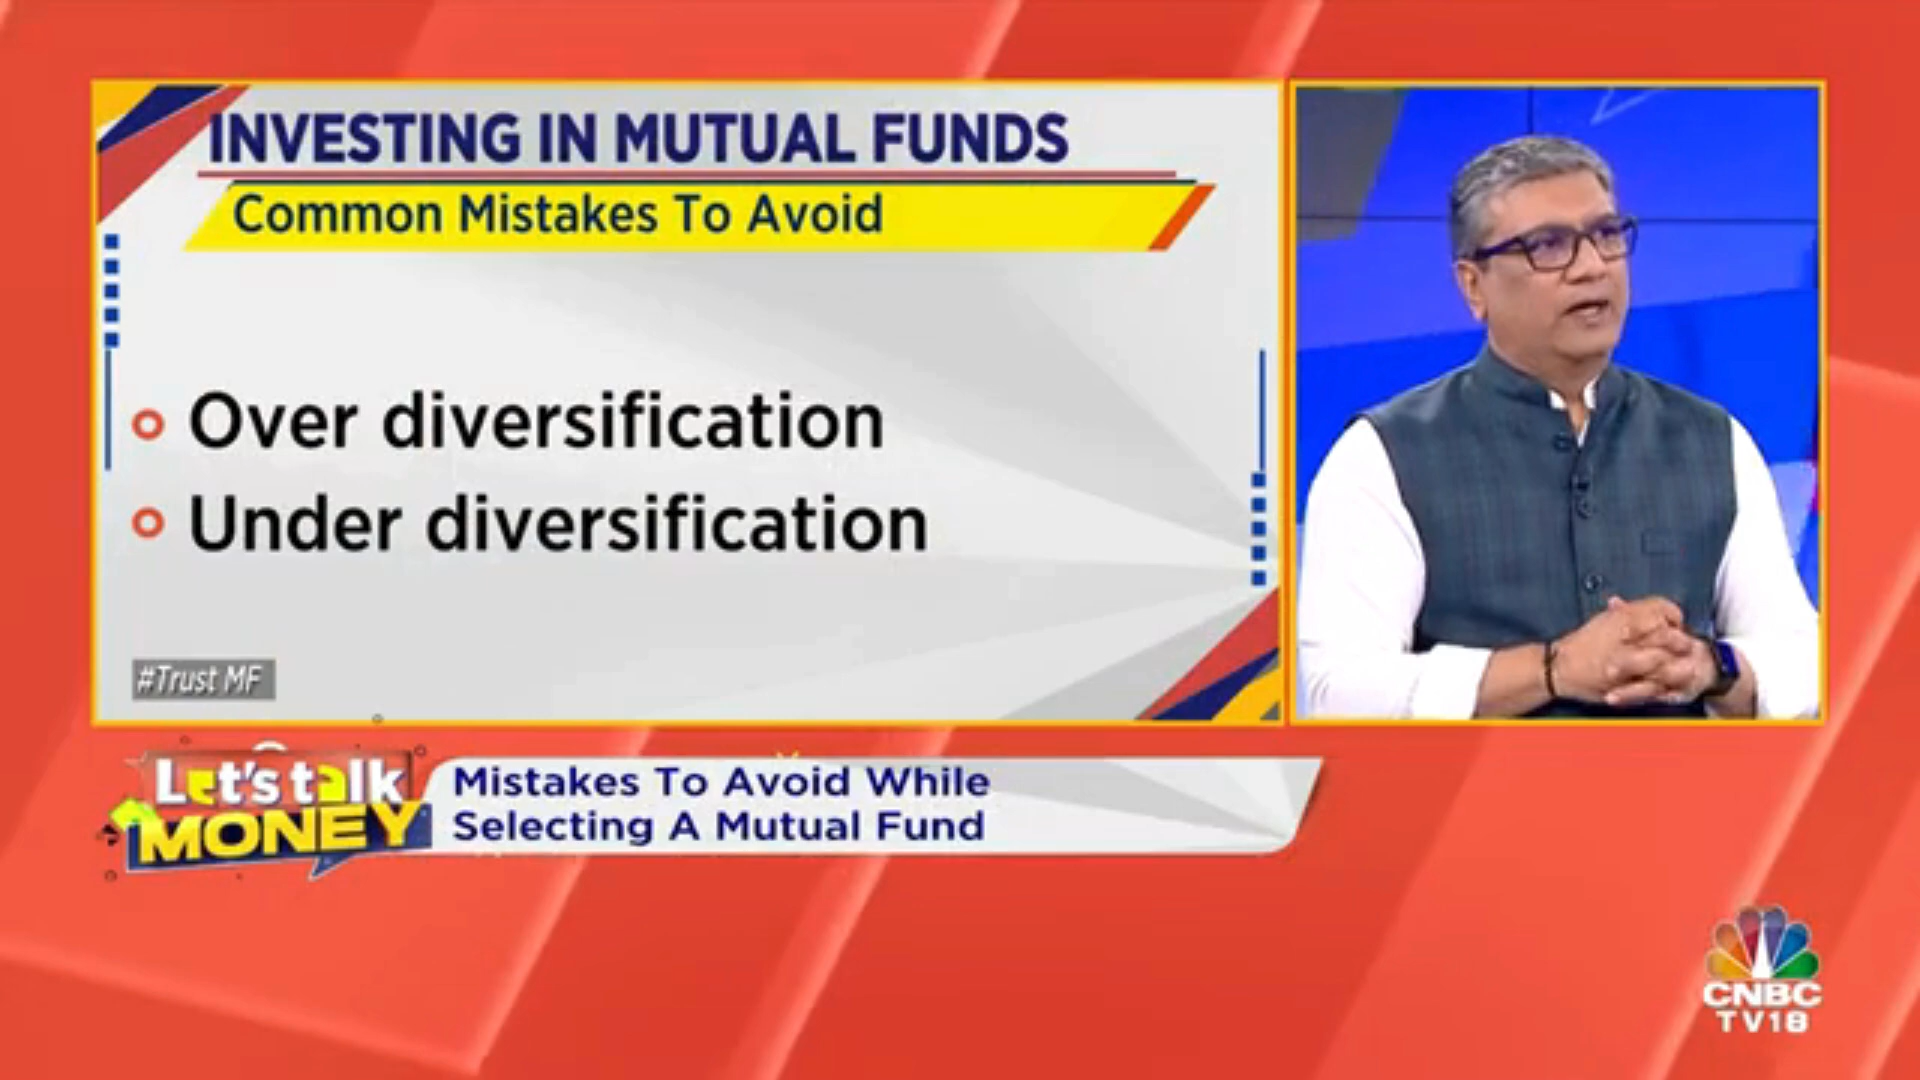 INVESTING IN MUTUAL FUNDS
Common Mistakes To Avoid
Over diversification
Under diversification
#Trust MF
Let's talk
MONEY
Mistakes To Avoid While
Selecting A Mutual Fund
CNBC
TV18